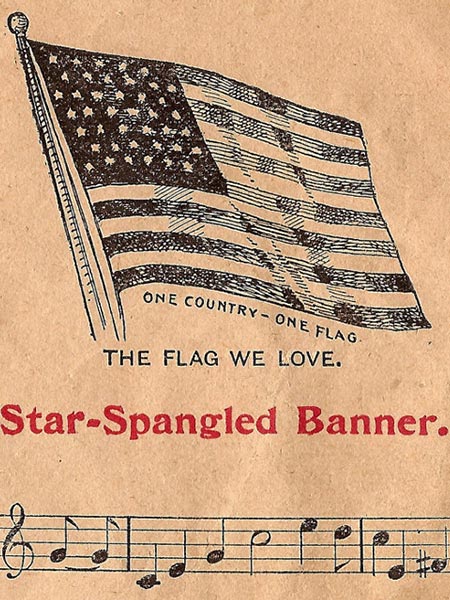 ONE COUNTRY – ONE FLAG.
THE FLAG WE LOVE.
Star-Spangled Banner.